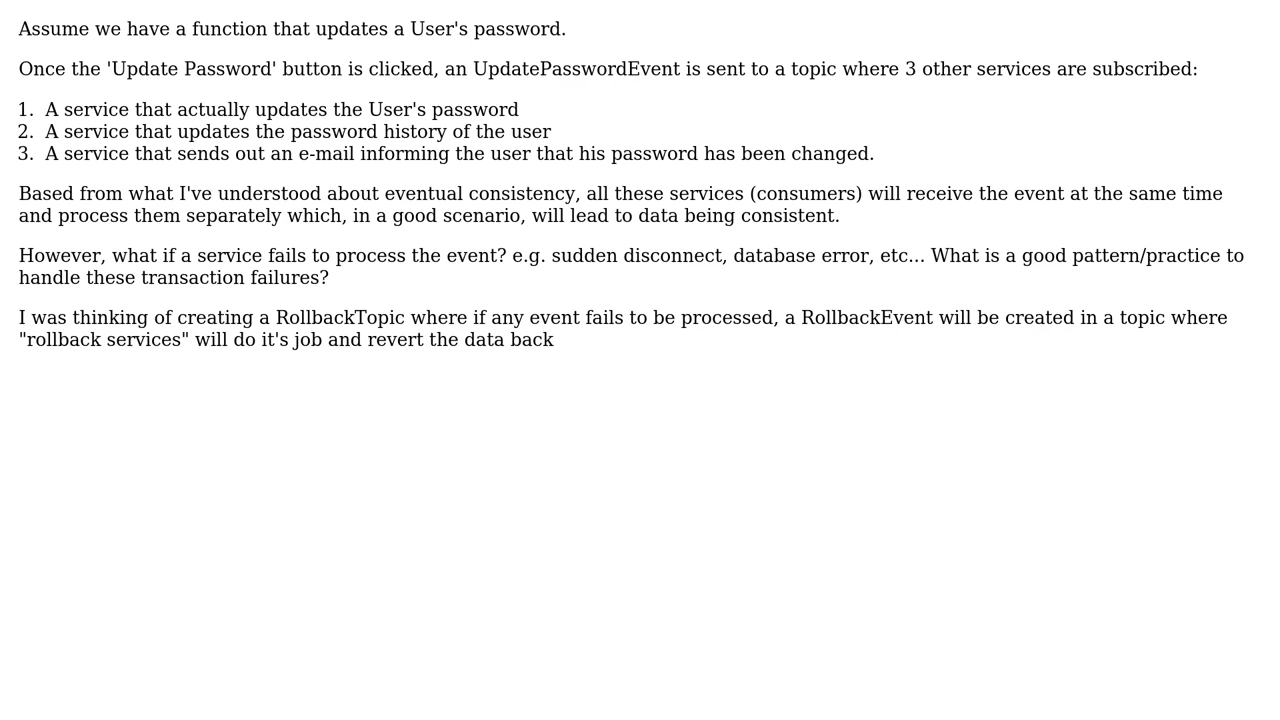 Assume we have a function that updates a User's password.
Once the 'Update Password' button is clicked, an UpdatePasswordEvent is sent to a topic where 3 other services are subscribed:
1. A service that actually updates the User's password
2. A service that updates the password history of the user
3. A service that sends out an e-mail informing the user that his password has been changed.
Based from what I've understood about eventual consistency, all these services (consumers) will receive the event at the same time
and process them separately which, in a good scenario, will lead to data being consistent.
However, what if a service fails to process the event? e.g. sudden disconnect, database error, etc... What is a good pattern/practice to
handle these transaction failures?
I was thinking of creating a RollbackTopic where if any event fails to be processed, a RollbackEvent will be created in a topic where
"rollback services" will do it's job and revert the data back